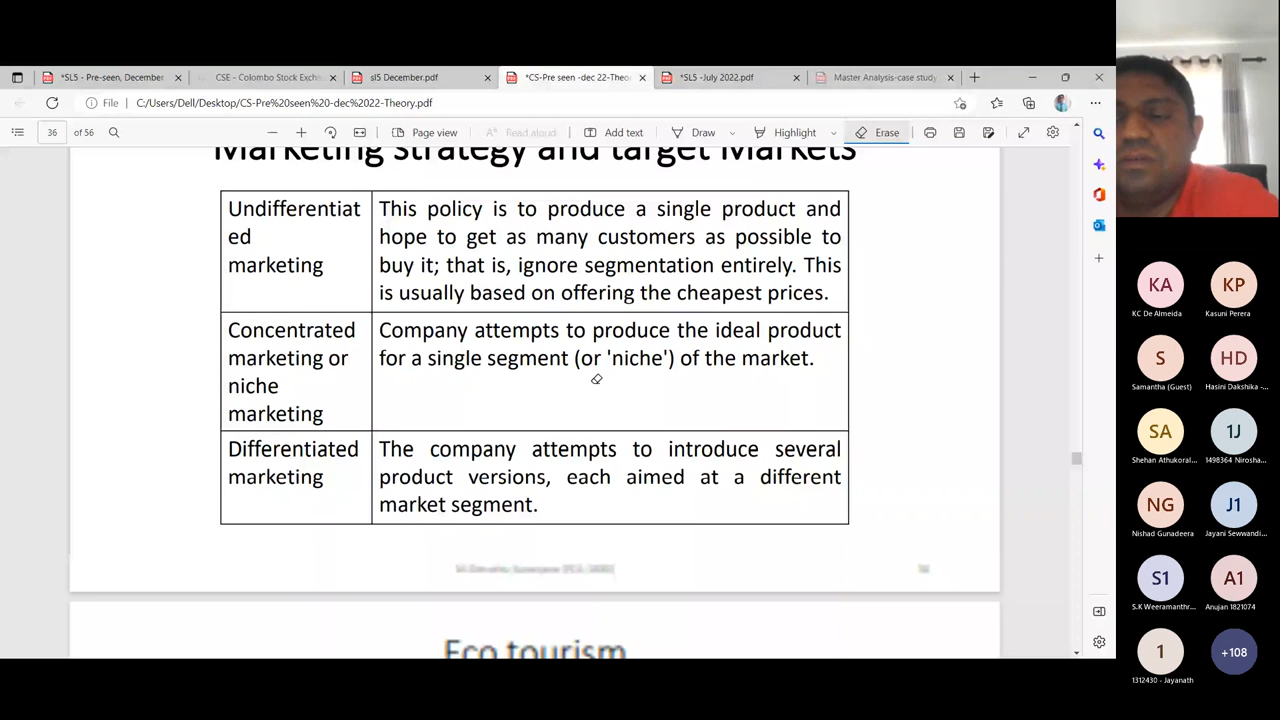 *SL5 - Pre-seen, December
CSE - Colombo Stock Exch
sl5 December.pdf
*CS-Pre seen -dec 22-Theo
*SL5 -July 2022.pdf
Master Analysis-case study
File
C:/Users/Dell/Desktop/CS-Pre%20seen%20-dec%2022-Theory.pdf
36 of 56
Page view
Read aloud
Add text
Draw
Highlight
Erase
Marketing strategy and target Markets
Undifferentiat
ed
marketing
This policy is to produce a single product and
hope to get as many customers as possible to
buy it; that is, ignore segmentation entirely. This
is usually based on offering the cheapest prices.
Concentrated
marketing or
niche
marketing
Company attempts to produce the ideal product
for a single segment (or 'niche') of the market.
Differentiated
marketing
The company attempts to introduce several
product versions, each aimed at a different
market segment.
Eco tourism
KA
KC De Almeida
KP
Kasuni Perera
S
Samantha (Guest)
HD
Hasini Dakshika -...
SA
Shehan Athukoral...
1J
1498364 Nirosha...
NG
Nishad Gunadeera
J1
Jayani Sewwandi...
S1
S.K Weeramanthr...
A1
Anujan 1821074
1
1312430 - Jayanath
+108